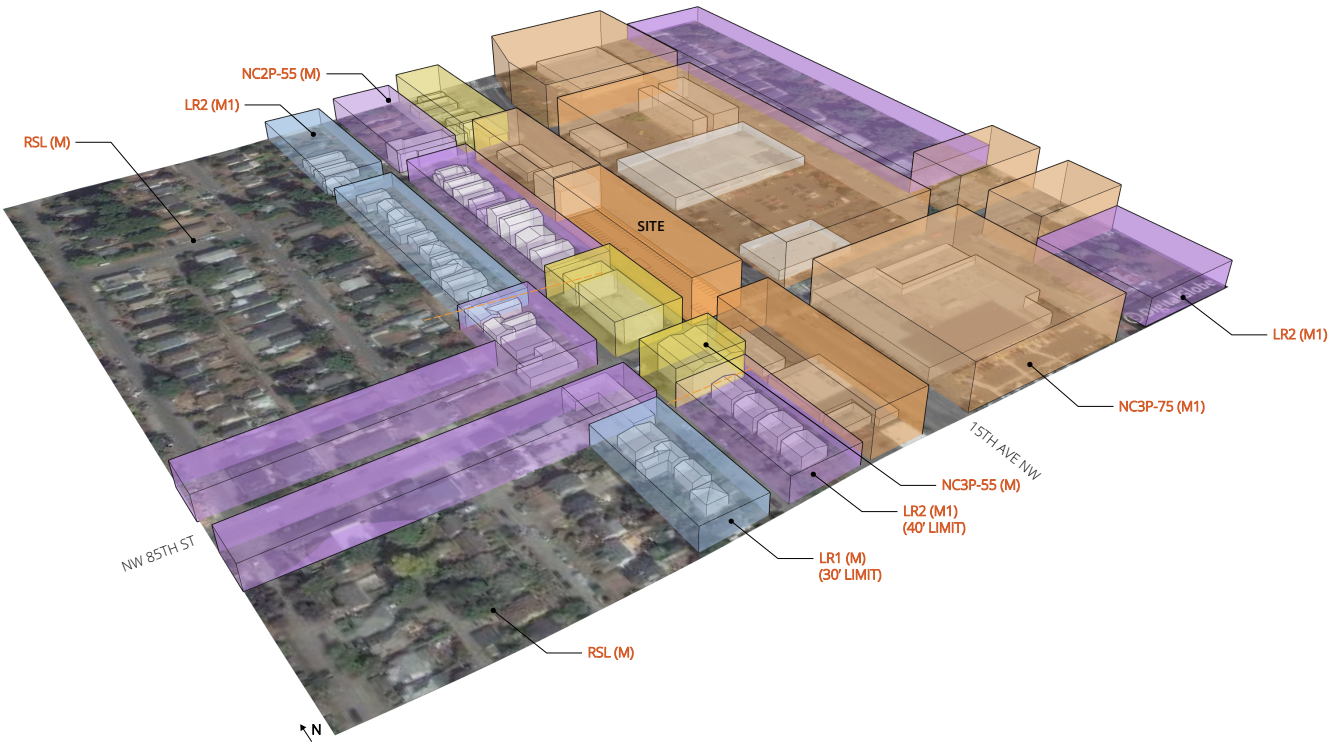 NC2P-55 (M)
LR2 (M1)
RSL (M)
SITE
©DigitalGlobe
LR2 (M1)
NC3P-75 (M1)
15TH AVE NW
NC3P-55 (M)
LR2 (M1)
(40' LIMIT)
NW 85TH ST
LR1 (M)
(30' LIMIT)
RSL (M)
N